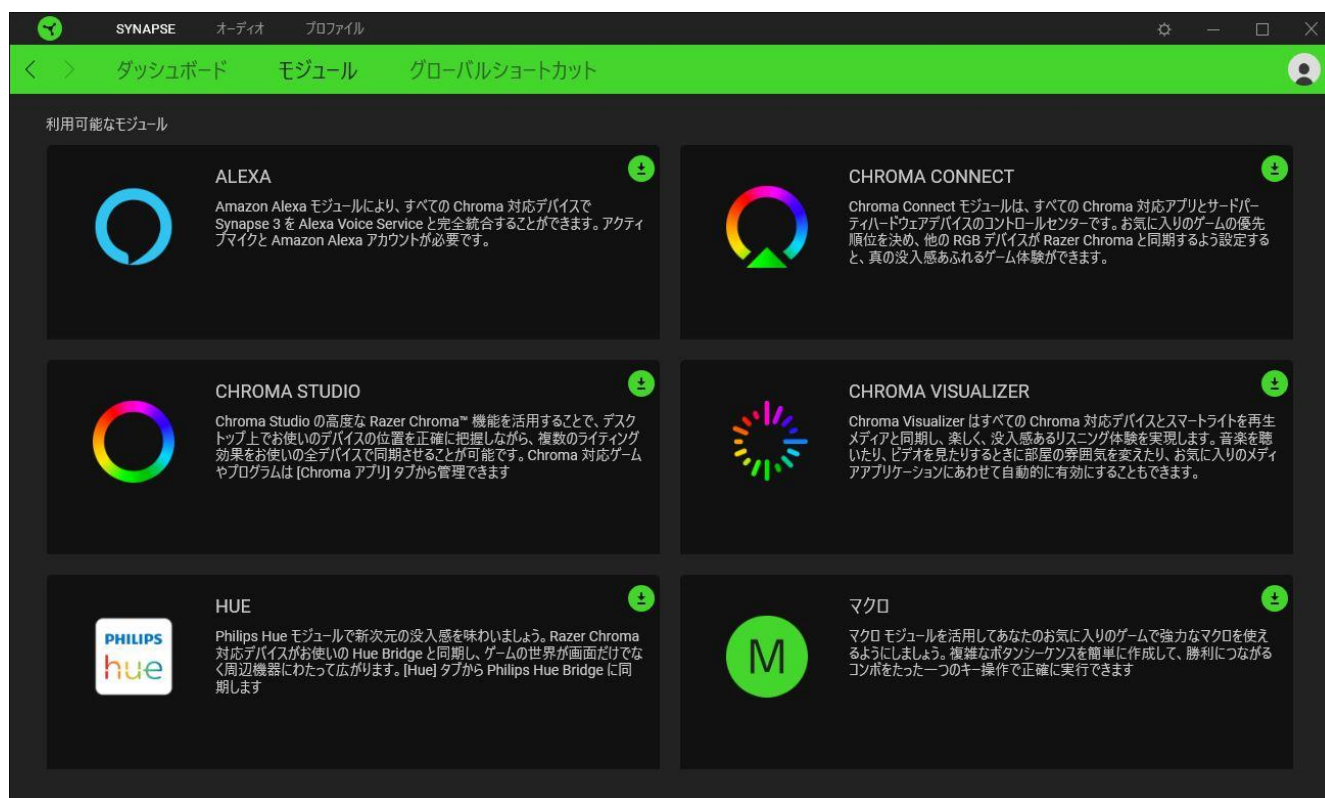 SYNAPSE オーディオ プロファイル
ダッシュボード モジュール グローバルショートカット
利用可能なモジュール
ALEXA
Amazon Alexa モジュールにより、すべての Chroma 対応デバイスで
Synapse 3 を Alexa Voice Service と完全統合することができます。アクティ
ブマイクと Amazon Alexa アカウントが必要です。
CHROMA CONNECT
Chroma Connect モジュールは、すべての Chroma 対応アプリとサードパー
ティハードウェアデバイスのコントロールセンターです。お気に入りのゲームの優先
順位を決め、他の RGB デバイスが Razer Chroma と同期するよう設定する
と、真の没入感あふれるゲーム体験ができます。
CHROMA STUDIO
Chroma Studio の高度な Razer Chroma™ 機能を活用することで、デスク
トップ上でお使いのデバイスの位置を正確に把握しながら、複数のライティング
効果をお使いの全デバイスで同期させることが可能です。Chroma 対応ゲーム
やプログラムは [Chroma アプリ] タブから管理できます
CHROMA VISUALIZER
Chroma Visualizer はすべての Chroma 対応デバイスとスマートライトを再生
メディアと同期し、楽しく、没入感あるリスニング体験を実現します。音楽を聴
いたり、ビデオを見たりするときに部屋の雰囲気を変えたり、お気に入りのメディ
アアプリケーションにあわせて自動的に有効にすることもできます。
PHILIPS
hue
HUE
Philips Hue モジュールで新次元の没入感を味わいましょう。Razer Chroma
対応デバイスがお使いの Hue Bridge と同期し、ゲームの世界が画面だけでな
く周辺機器にわたって広がります。[Hue] タブから Philips Hue Bridge に同
期します
M
マクロ
マクロ モジュールを活用してあなたのお気に入りのゲームで強力なマクロを使え
るようにしましょう。複雑なボタンシーケンスを簡単に作成して、勝利につながる
コンボをたった一つのキー操作で正確に実行できます